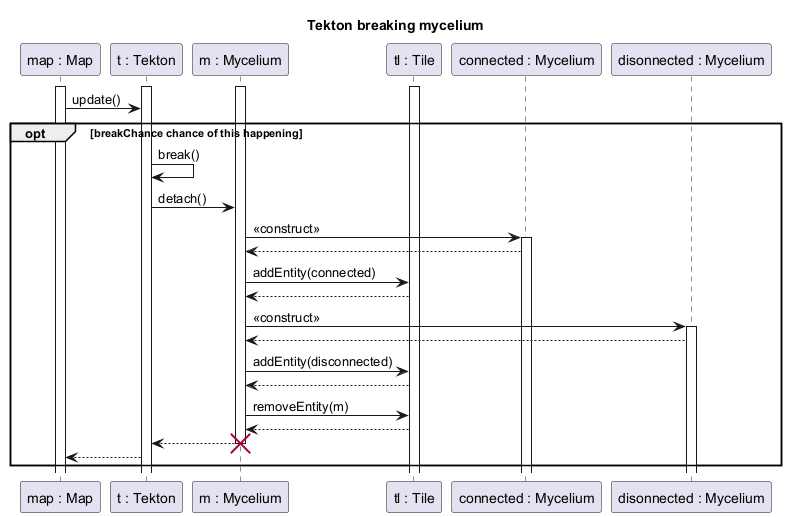 Tekton breaking mycelium
map : Map
t : Tekton
m : Mycelium
tl : Tile
connected : Mycelium
disonnected : Mycelium
update()
opt
[breakChance chance of this happening]
break()
detach()
«construct»
addEntity(connected)
«construct»
addEntity(disconnected)
removeEntity(m)
map : Map
t : Tekton
m : Mycelium
tl : Tile
connected : Mycelium
disonnected : Mycelium